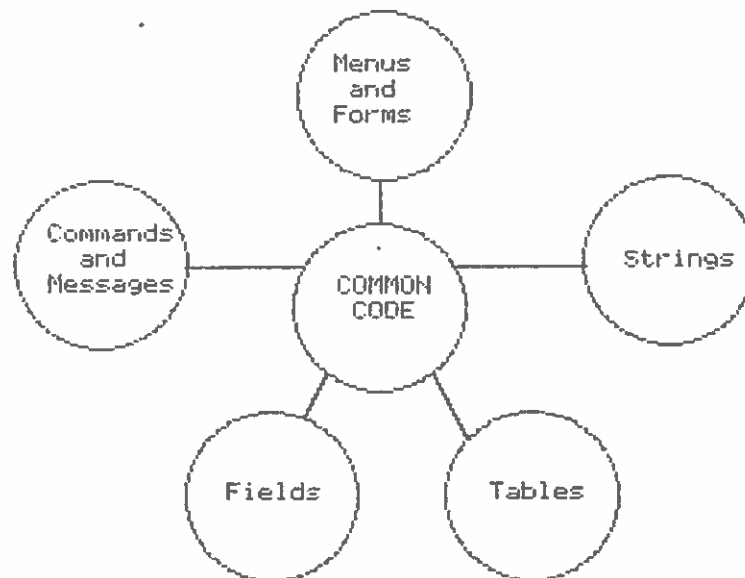 Menus
and
Forms
Commands
and
Messages
COMMON
CODE
Strings
Fields
Tables